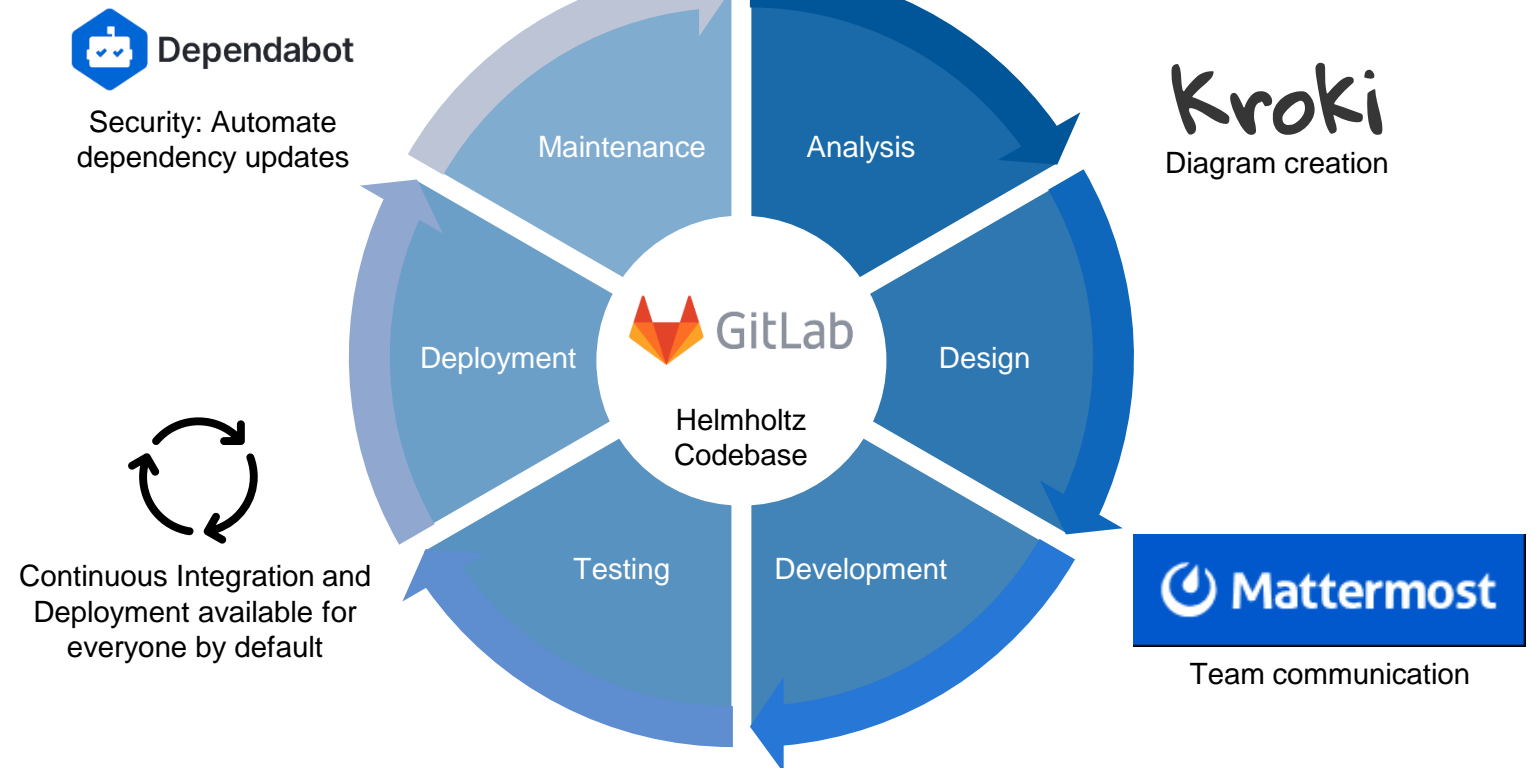 Dependabot
Security: Automate
dependency updates
Maintenance
Analysis
Kroki
Diagram creation
GitLab
Helmholtz
Codebase
Deployment
Design
Continuous Integration and
Deployment available for
everyone by default
Testing
Development
Mattermost
Team communication